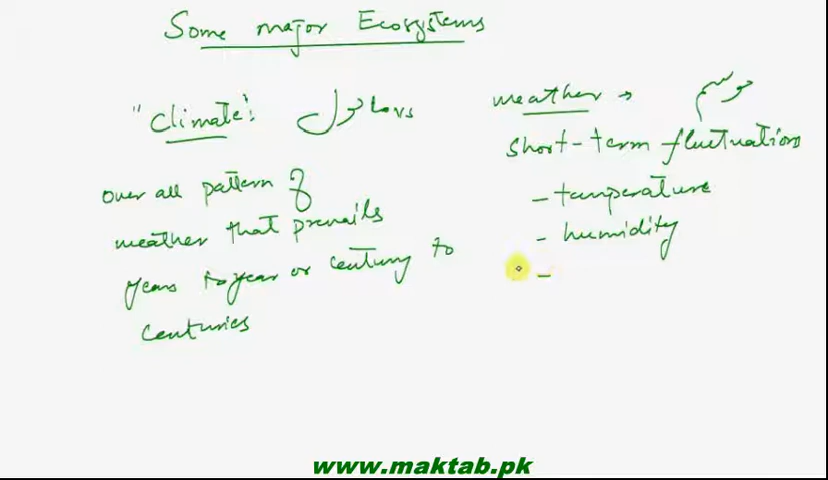 Some major Ecosystems
"Climate": ماحول
over all pattern of
weather that prevails
years to year or century to
centuries
weather → موسم
short-term fluctuations
- temperature
- humidity
-
www.maktab.pk